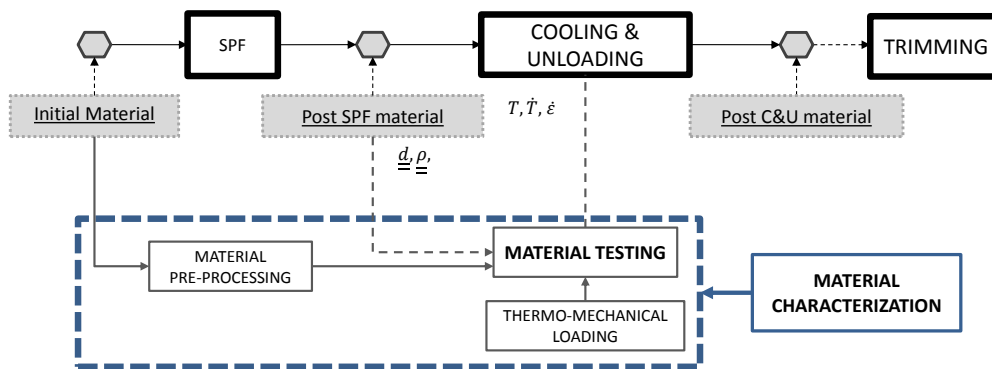 SPF
COOLING &
UNLOADING
TRIMMING
Initial Material
Post SPF material
T, Ṫ, ε̇
Post C&U material
d, ρ,
MATERIAL
PRE-PROCESSING
MATERIAL TESTING
THERMO-MECHANICAL
LOADING
MATERIAL
CHARACTERIZATION